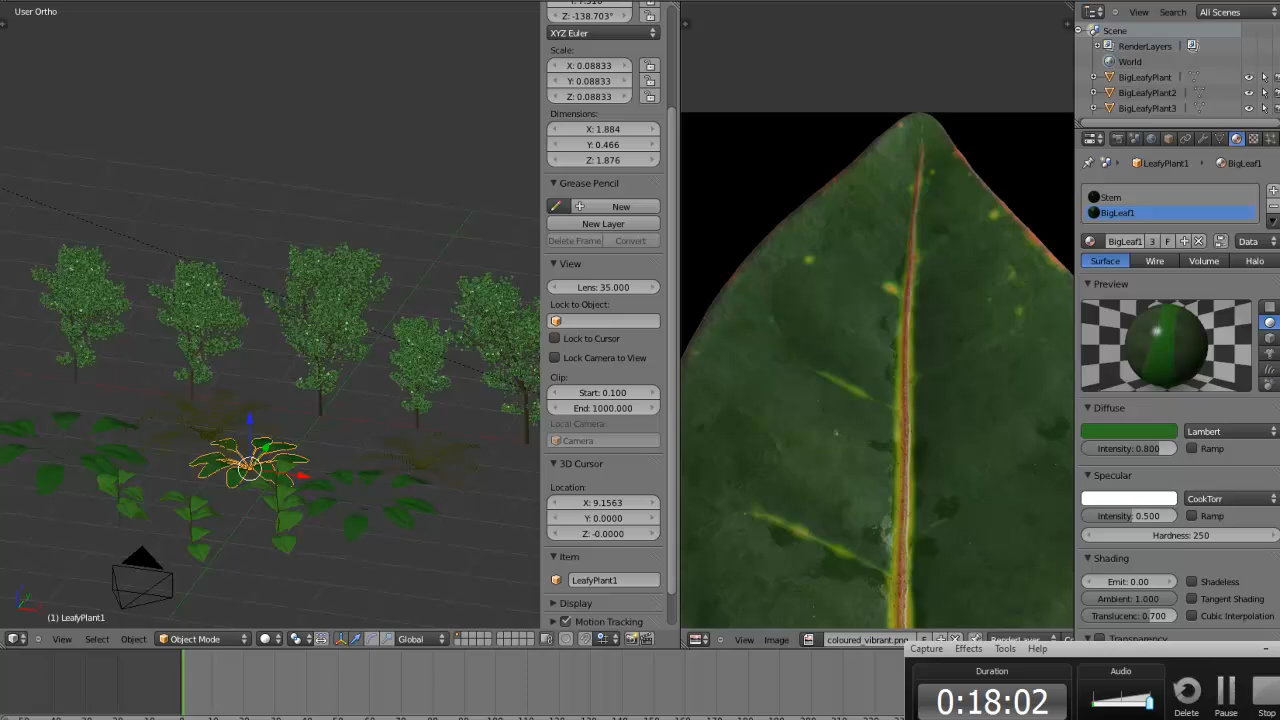 User Ortho
Z: -138.703°
XYZ Euler
Scale:
X: 0.08833
Y: 0.08833
Z: 0.08833
Dimensions:
X: 1.884
Y: 0.466
Z: 1.876
Grease Pencil
New
New Layer
Delete Frame
Convert
View
Lens: 35.000
Lock to Object:
Lock to Cursor
Lock Camera to View
Clip:
Start: 0.100
End: 1000.000
Local Camera:
Camera
3D Cursor
Location:
X: 9.1563
Y: 0.0000
Z: -0.0000
Item
LeafyPlant1
Display
Motion Tracking
(1) LeafyPlant1
View
Select
Object
Object Mode
Global
View
Image
coloured_vibrant.png
F
RenderLayer
View
Search
All Scenes
Scene
RenderLayers
World
BigLeafyPlant
BigLeafyPlant2
BigLeafyPlant3
LeafyPlant1
BigLeaf1
Stem
BigLeaf1
BigLeaf1
3
F
Data
Surface
Wire
Volume
Halo
Preview
Diffuse
Lambert
Intensity: 0.800
Ramp
Specular
CookTorr
Intensity: 0.500
Ramp
Hardness: 250
Shading
Emit: 0.00
Shadeless
Ambient: 1.000
Tangent Shading
Translucenc: 0.700
Cubic Interpolation
Transparency
Capture
Effects
Tools
Help
Duration
Audio
0:18:02
Delete
Pause
Stop